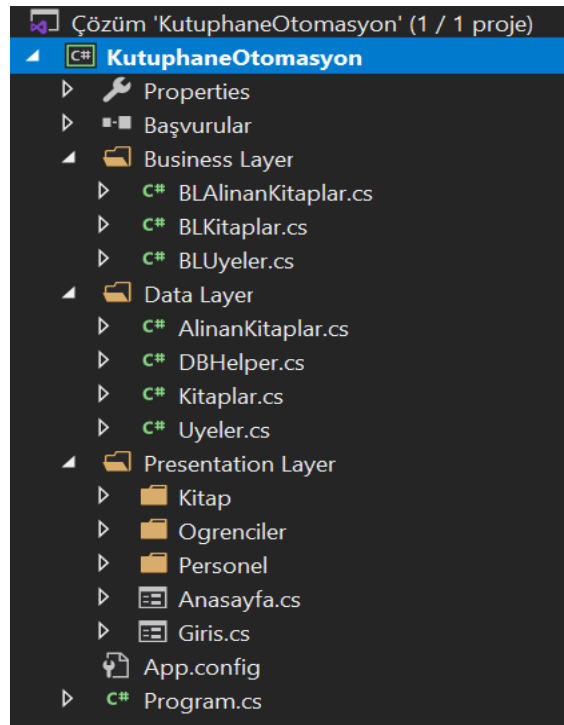 Çözüm 'KutuphaneOtomasyon' (1 / 1 proje)
C# KutuphaneOtomasyon
Properties
Başvurular
Business Layer
C# BLAlinanKitaplar.cs
C# BLKitaplar.cs
C# BLUyeler.cs
Data Layer
C# AlinanKitaplar.cs
C# DBHelper.cs
C# Kitaplar.cs
C# Uyeler.cs
Presentation Layer
Kitap
Ogrenciler
Personel
Anasayfa.cs
Giris.cs
App.config
C# Program.cs